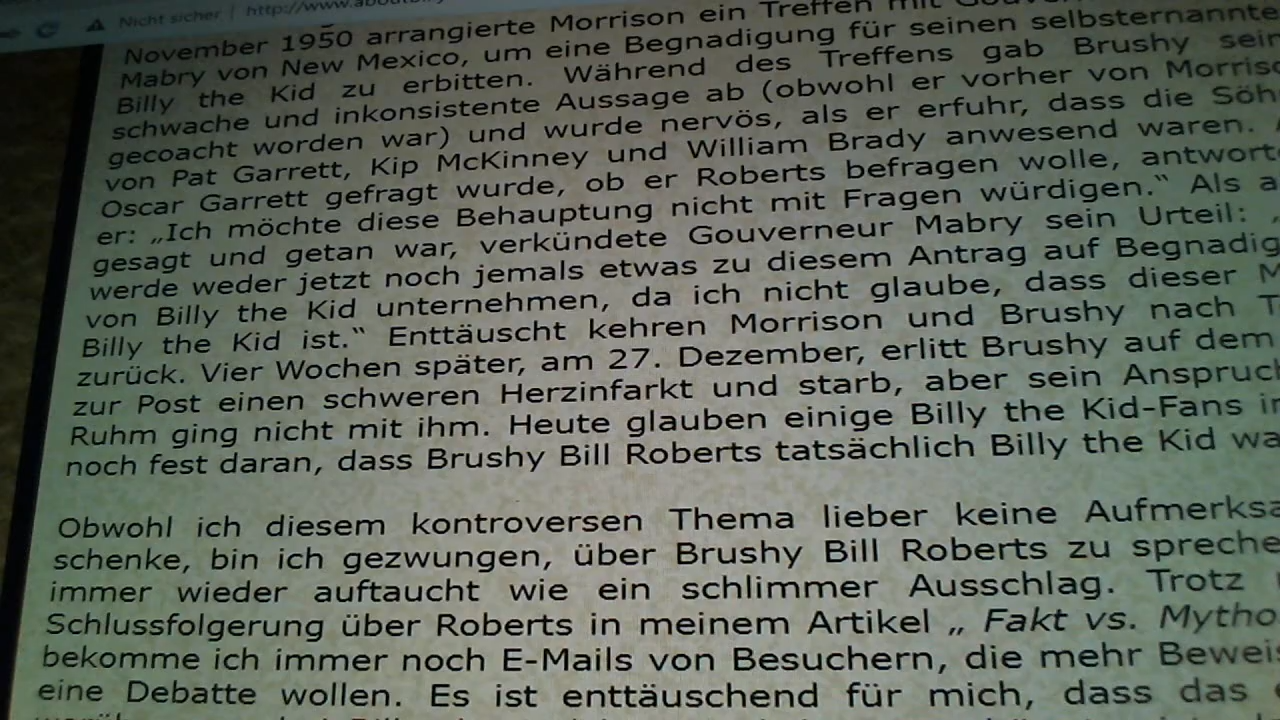 Nicht sicher | http://www.
November 1950 arrangierte Morrison ein Treffen mit
Mabry von New Mexico, um eine Begnadigung für seinen selbsternannte
Billy the Kid zu erbitten. Während des Treffens gab Brushy
schwache und inkonsistente Aussage ab (obwohl er vorher von
gecoacht worden war) und wurde nervös, als er erfuhr, dass die
von Pat Garrett, Kip McKinney und William Brady anwesend waren.
Oscar Garrett gefragt wurde, ob er Roberts befragen wolle,
er: „Ich möchte diese Behauptung nicht mit Fragen würdigen.“ Als
gesagt und getan war, verkündete Gouverneur Mabry sein Urteil:
werde weder jetzt noch jemals etwas zu diesem Antrag auf
von Billy the Kid unternehmen, da ich nicht glaube, dass dieser
Billy the Kid ist.“ Enttäuscht kehren Morrison und Brushy nach
zurück. Vier Wochen später, am 27. Dezember, erlitt Brushy auf dem
zur Post einen schweren Herzinfarkt und starb, aber sein Anspruch
Ruhm ging nicht mit ihm. Heute glauben einige Billy the Kid-Fans
noch fest daran, dass Brushy Bill Roberts tatsächlich Billy the Kid
Obwohl ich diesem kontroversen Thema lieber keine
schenke, bin ich gezwungen, über Brushy Bill Roberts zu
immer wieder auftaucht wie ein schlimmer Ausschlag. Trotz
Schlussfolgerung über Roberts in meinem Artikel „ Fakt vs.
bekomme ich immer noch E-Mails von Besuchern, die mehr
eine Debatte wollen. Es ist enttäuschend für mich, dass das